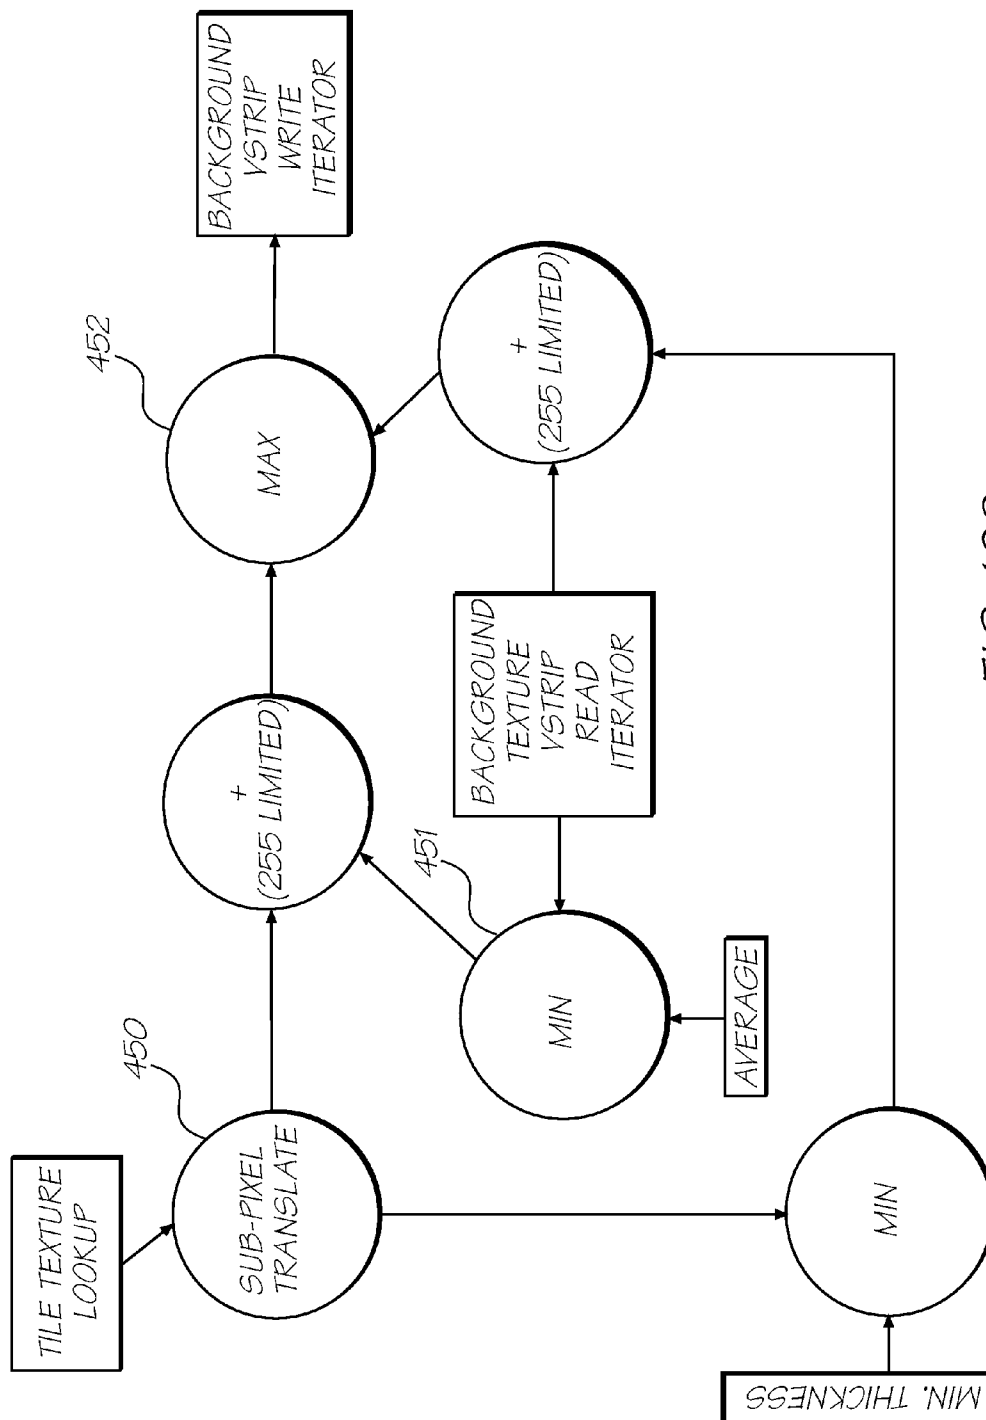 TILE TEXTURE
LOOKUP
450
SUB-PIXEL
TRANSLATE
+
(255 LIMITED)
452
MAX
BACKGROUND
VSTRIP
WRITE
ITERATOR
451
MIN
AVERAGE
BACKGROUND
TEXTURE
VSTRIP
READ
ITERATOR
+
(255 LIMITED)
MIN. THICKNESS
MIN